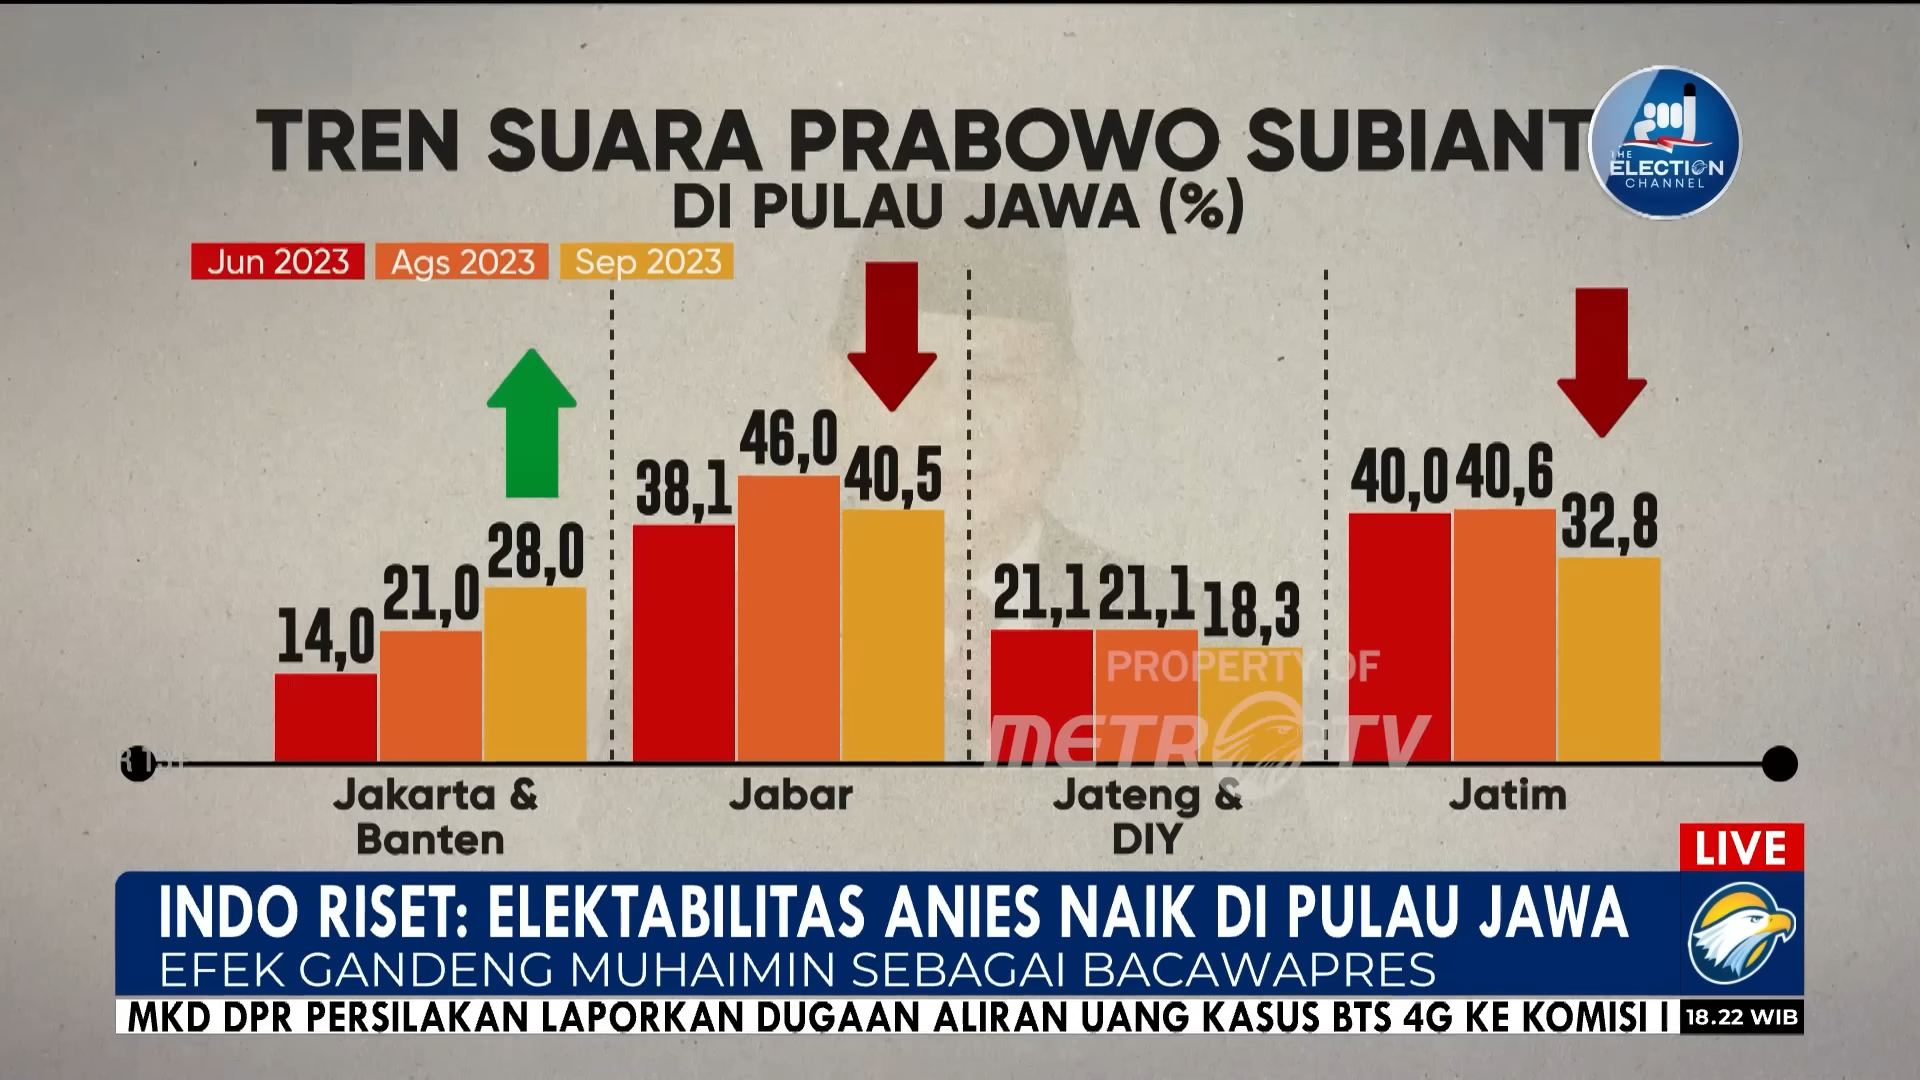 TREN SUARA PRABOWO SUBIANT
DI PULAU JAWA (%)
THE
ELECTION
CHANNEL
Jun 2023 Ags 2023 Sep 2023
14,0 21,0 28,0
38,1 46,0 40,5
21,1 21,1 18,3
40,0 40,6 32,8
PROPERTY OF
METRO TV
Jakarta &
Banten
Jabar
Jateng &
DIY
Jatim
LIVE
INDO RISET: ELEKTABILITAS ANIES NAIK DI PULAU JAWA
EFEK GANDENG MUHAIMIN SEBAGAI BACAWAPRES
MKD DPR PERSILAKAN LAPORKAN DUGAAN ALIRAN UANG KASUS BTS 4G KE KOMISI I
18.22 WIB